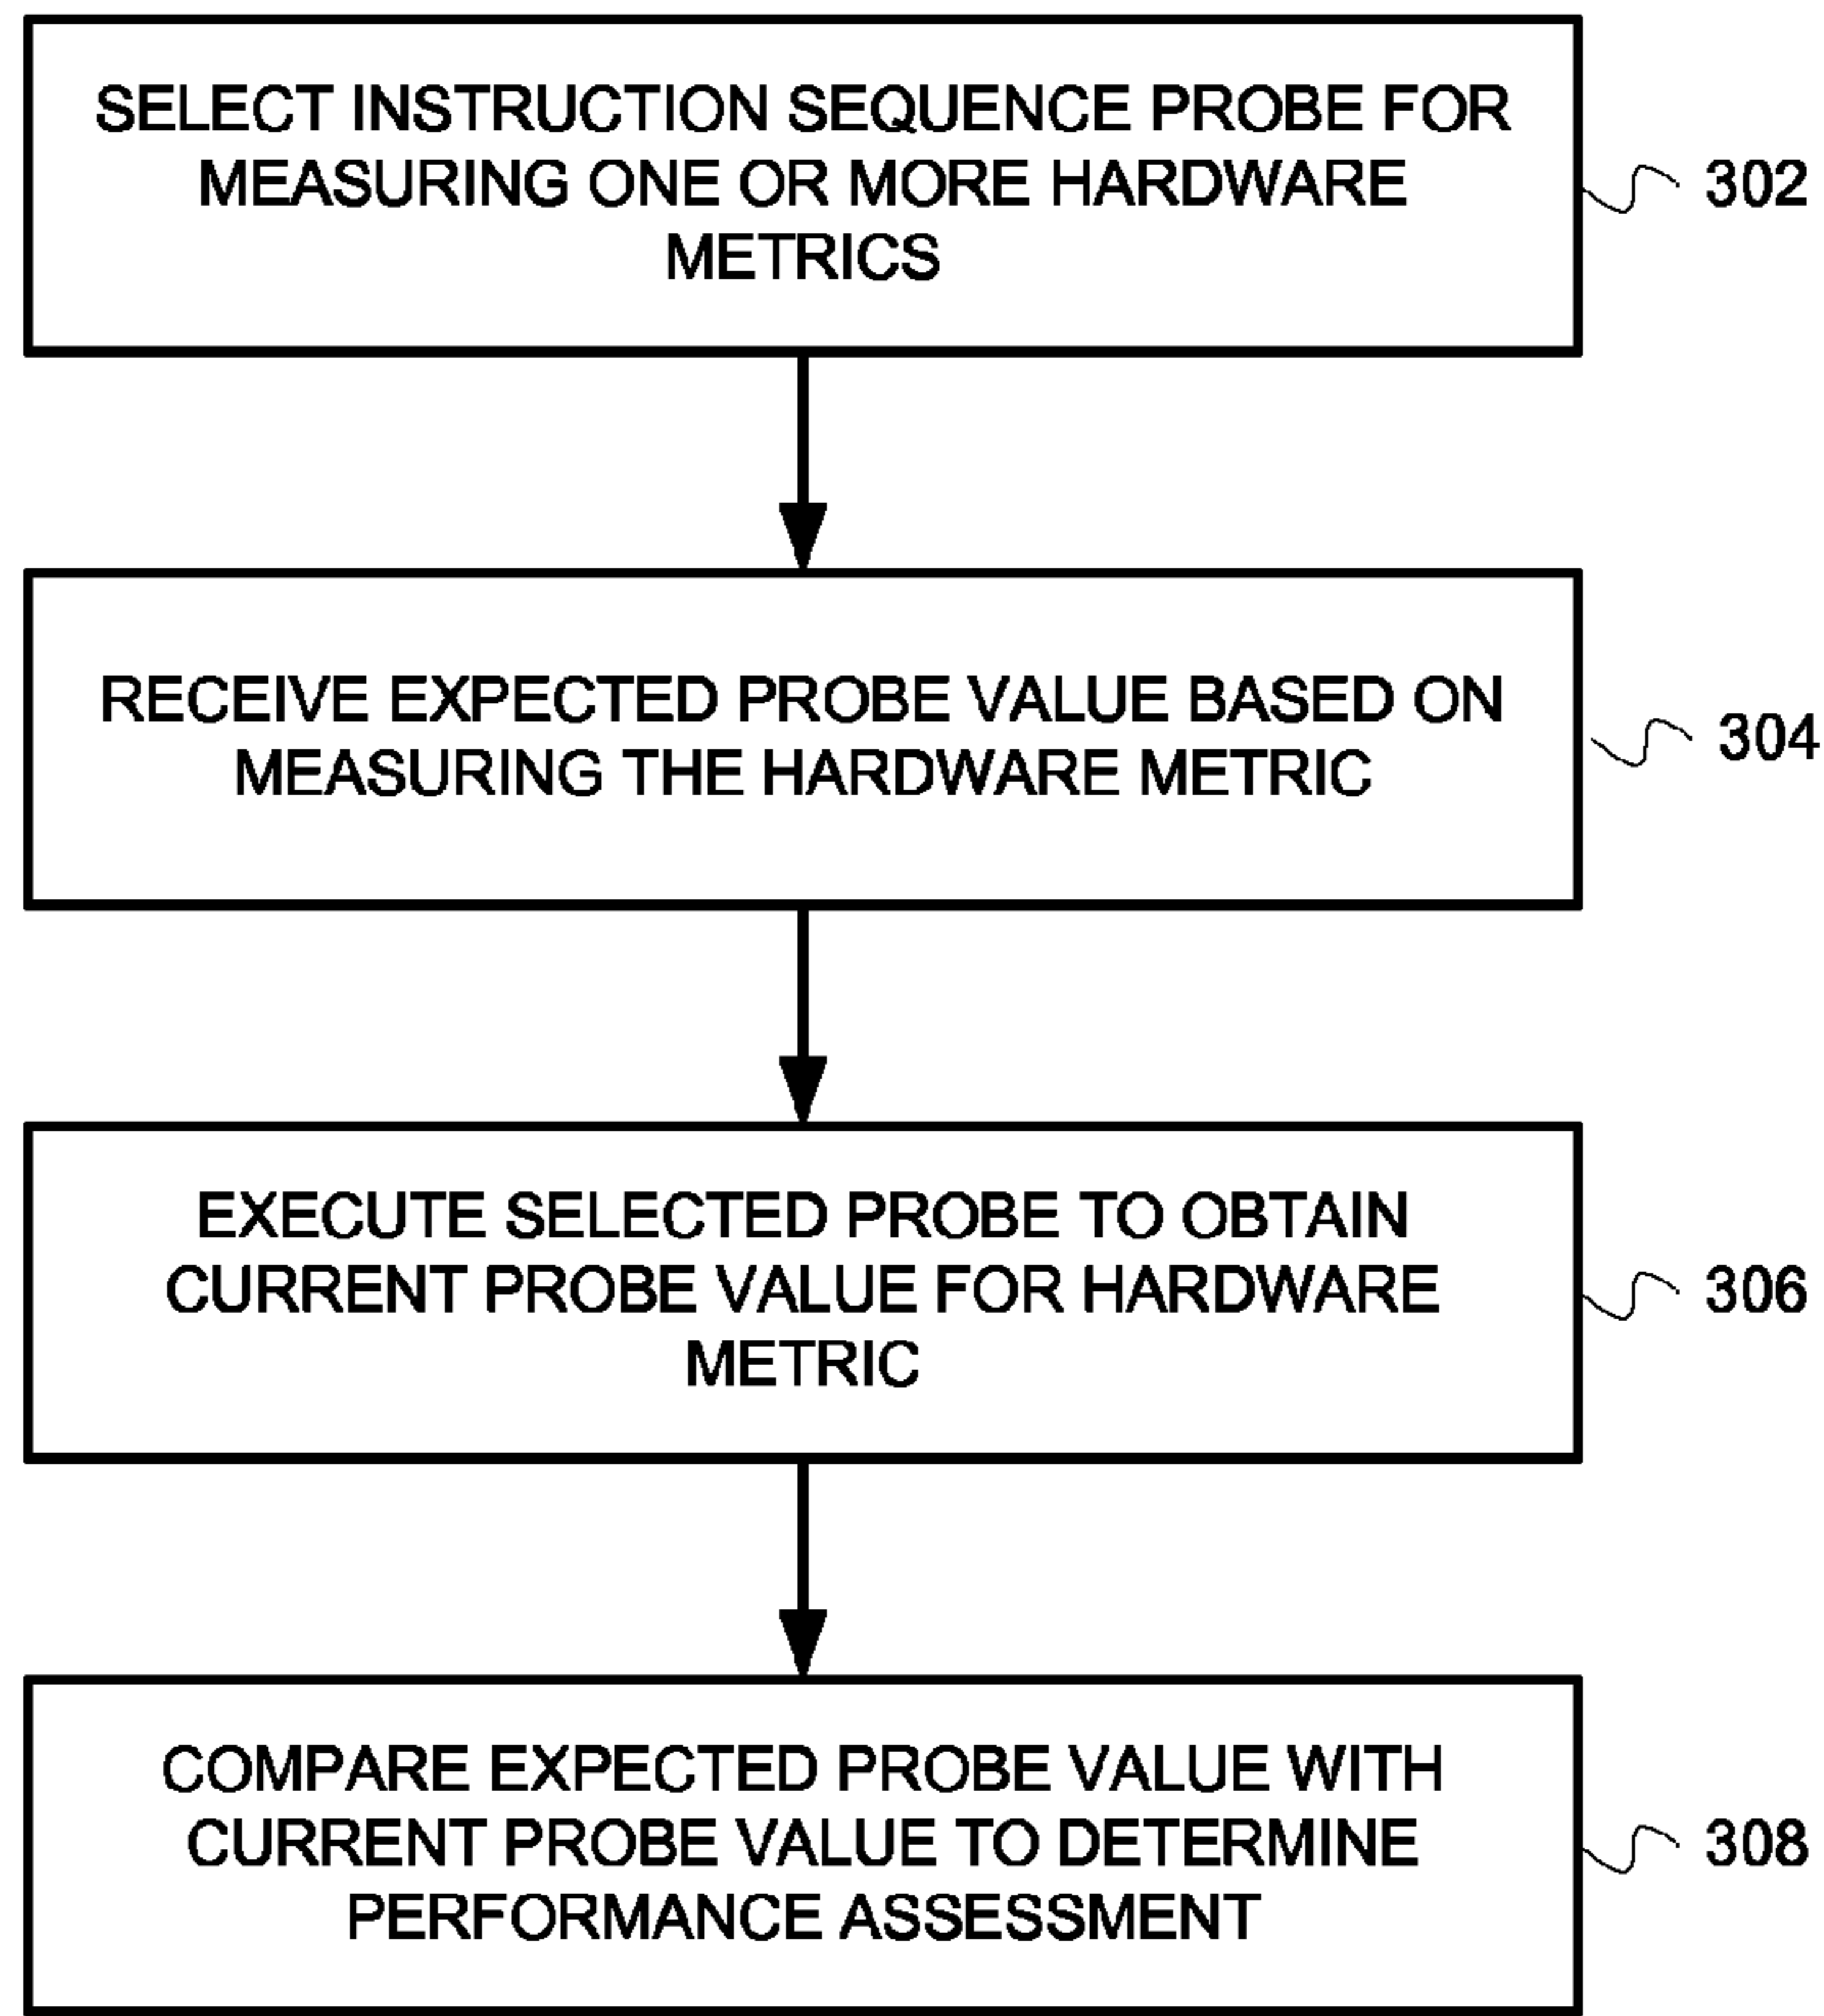 SELECT INSTRUCTION SEQUENCE PROBE FOR
MEASURING ONE OR MORE HARDWARE
METRICS
302
RECEIVE EXPECTED PROBE VALUE BASED ON
MEASURING THE HARDWARE METRIC
304
EXECUTE SELECTED PROBE TO OBTAIN
CURRENT PROBE VALUE FOR HARDWARE
METRIC
306
COMPARE EXPECTED PROBE VALUE WITH
CURRENT PROBE VALUE TO DETERMINE
PERFORMANCE ASSESSMENT
308